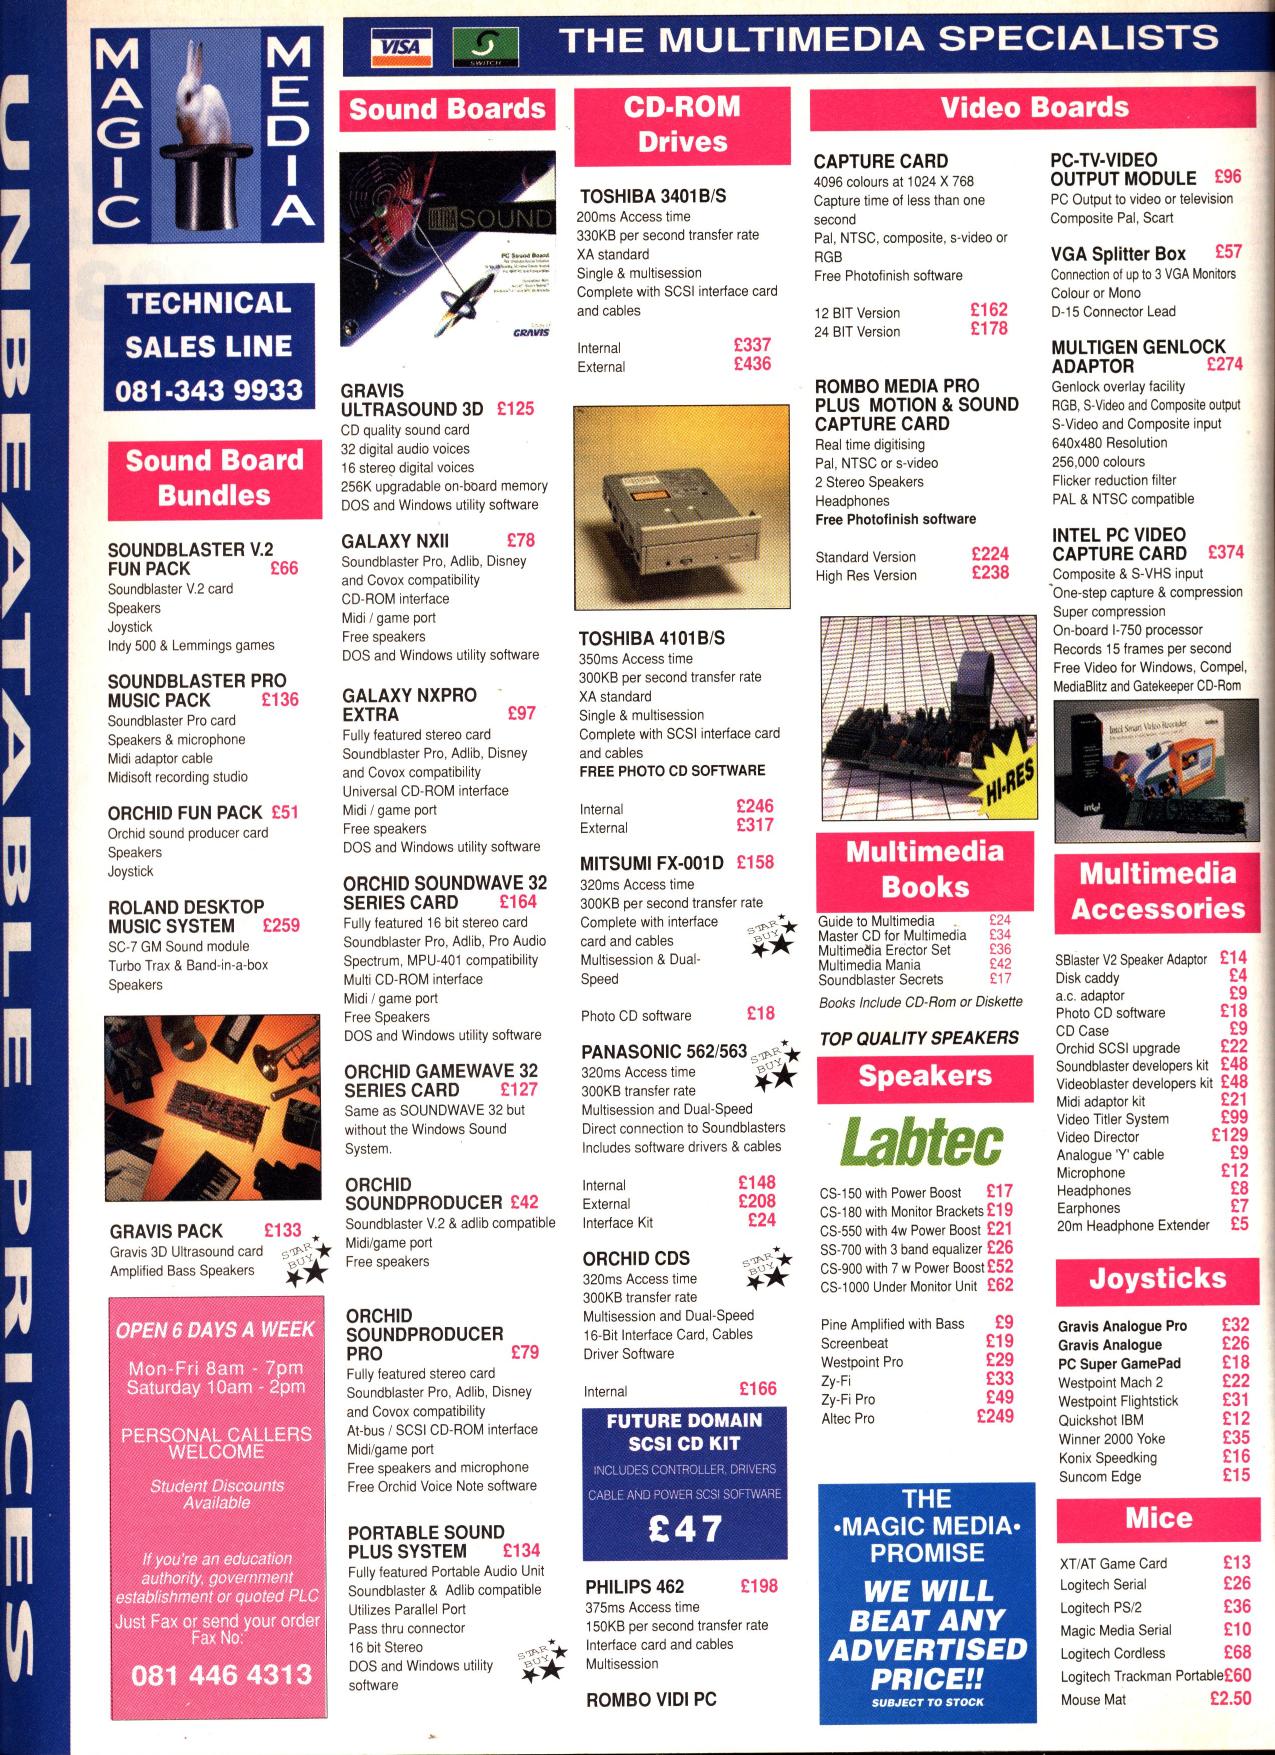 UNBEATABLE PRICES
MAGIC
MEDIA
VISA
SWITCH
THE MULTIMEDIA SPECIALISTS
TECHNICAL
SALES LINE
081-343 9933
Sound Board
Bundles
SOUNDBLASTER V.2
FUN PACK £66
Soundblaster V.2 card
Speakers
Joystick
Indy 500 & Lemmings games
SOUNDBLASTER PRO
MUSIC PACK £136
Soundblaster Pro card
Speakers & microphone
Midi adaptor cable
Midisoft recording studio
ORCHID FUN PACK £51
Orchid sound producer card
Speakers
Joystick
ROLAND DESKTOP
MUSIC SYSTEM £259
SC-7 GM Sound module
Turbo Trax & Band-in-a-box
Speakers
GRAVIS PACK £133
Gravis 3D Ultrasound card
Amplified Bass Speakers
STAR
BUY
OPEN 6 DAYS A WEEK
Mon-Fri 8am - 7pm
Saturday 10am - 2pm
PERSONAL CALLERS
WELCOME
Student Discounts
Available
If you're an education
authority, government
establishment or quoted PLC
Just Fax or send your order
Fax No:
081 446 4313
Sound Boards
ULTRASOUND
PC Sound Board
GRAVIS
GRAVIS
ULTRASOUND 3D £125
CD quality sound card
32 digital audio voices
16 stereo digital voices
256K upgradable on-board memory
DOS and Windows utility software
GALAXY NXII £78
Soundblaster Pro, Adlib, Disney
and Covox compatibility
CD-ROM interface
Midi / game port
Free speakers
DOS and Windows utility software
GALAXY NXPRO
EXTRA £97
Fully featured stereo card
Soundblaster Pro, Adlib, Disney
and Covox compatibility
Universal CD-ROM interface
Midi / game port
Free speakers
DOS and Windows utility software
ORCHID SOUNDWAVE 32
SERIES CARD £164
Fully featured 16 bit stereo card
Soundblaster Pro, Adlib, Pro Audio
Spectrum, MPU-401 compatibility
Multi CD-ROM interface
Midi / game port
Free Speakers
DOS and Windows utility software
ORCHID GAMEWAVE 32
SERIES CARD £127
Same as SOUNDWAVE 32 but
without the Windows Sound
System.
ORCHID
SOUNDPRODUCER £42
Soundblaster V.2 & adlib compatible
Midi/game port
Free speakers
ORCHID
SOUNDPRODUCER
PRO £79
Fully featured stereo card
Soundblaster Pro, Adlib, Disney
and Covox compatibility
At-bus / SCSI CD-ROM interface
Midi/game port
Free speakers and microphone
Free Orchid Voice Note software
PORTABLE SOUND
PLUS SYSTEM £134
Fully featured Portable Audio Unit
Soundblaster & Adlib compatible
Utilizes Parallel Port
Pass thru connector
16 bit Stereo
DOS and Windows utility
software
STAR
BUY
CD-ROM
Drives
TOSHIBA 3401B/S
200ms Access time
330KB per second transfer rate
XA standard
Single & multisession
Complete with SCSI interface card
and cables
Internal £337
External £436
TOSHIBA 4101B/S
350ms Access time
300KB per second transfer rate
XA standard
Single & multisession
Complete with SCSI interface card
and cables
FREE PHOTO CD SOFTWARE
Internal £246
External £317
MITSUMI FX-001D £158
320ms Access time
300KB per second transfer rate
Complete with interface
card and cables
Multisession & Dual-
Speed
STAR
BUY
Photo CD software £18
PANASONIC 562/563
320ms Access time
300KB transfer rate
Multisession and Dual-Speed
Direct connection to Soundblasters
Includes software drivers & cables
STAR
BUY
Internal £148
External £208
Interface Kit £24
ORCHID CDS
320ms Access time
300KB transfer rate
Multisession and Dual-Speed
16-Bit Interface Card, Cables
Driver Software
STAR
BUY
Internal £166
FUTURE DOMAIN
SCSI CD KIT
INCLUDES CONTROLLER, DRIVERS
CABLE AND POWER SCSI SOFTWARE
£47
PHILIPS 462 £198
375ms Access time
150KB per second transfer rate
Interface card and cables
Multisession
ROMBO VIDI PC
Video Boards
CAPTURE CARD
4096 colours at 1024 X 768
Capture time of less than one
second
Pal, NTSC, composite, s-video or
RGB
Free Photofinish software
12 BIT Version £162
24 BIT Version £178
ROMBO MEDIA PRO
PLUS MOTION & SOUND
CAPTURE CARD
Real time digitising
Pal, NTSC or s-video
2 Stereo Speakers
Headphones
Free Photofinish software
Standard Version £224
High Res Version £238
HI-RES
Multimedia
Books
Guide to Multimedia £24
Master CD for Multimedia £34
Multimedia Erector Set £36
Multimedia Mania £42
Soundblaster Secrets £17
Books Include CD-Rom or Diskette
TOP QUALITY SPEAKERS
Speakers
Labtec
CS-150 with Power Boost £17
CS-180 with Monitor Brackets £19
CS-550 with 4w Power Boost £21
SS-700 with 3 band equalizer £26
CS-900 with 7 w Power Boost £52
CS-1000 Under Monitor Unit £62
Pine Amplified with Bass £9
Screenbeat £19
Westpoint Pro £29
Zy-Fi £33
Zy-Fi Pro £49
Altec Pro £249
THE
•MAGIC MEDIA•
PROMISE
WE WILL
BEAT ANY
ADVERTISED
PRICE!!
SUBJECT TO STOCK
PC-TV-VIDEO
OUTPUT MODULE £96
PC Output to video or television
Composite Pal, Scart
VGA Splitter Box £57
Connection of up to 3 VGA Monitors
Colour or Mono
D-15 Connector Lead
MULTIGEN GENLOCK
ADAPTOR £274
Genlock overlay facility
RGB, S-Video and Composite output
S-Video and Composite input
640x480 Resolution
256,000 colours
Flicker reduction filter
PAL & NTSC compatible
INTEL PC VIDEO
CAPTURE CARD £374
Composite & S-VHS input
One-step capture & compression
Super compression
On-board I-750 processor
Records 15 frames per second
Free Video for Windows, Compel,
MediaBlitz and Gatekeeper CD-Rom
Intel Smart Video Recorder
intel
Multimedia
Accessories
SBlaster V2 Speaker Adaptor £14
Disk caddy £4
a.c. adaptor £9
Photo CD software £18
CD Case £9
Orchid SCSI upgrade £22
Soundblaster developers kit £48
Videoblaster developers kit £48
Midi adaptor kit £21
Video Titler System £99
Video Director £129
Analogue 'Y' cable £9
Microphone £12
Headphones £8
Earphones £7
20m Headphone Extender £5
Joysticks
Gravis Analogue Pro £32
Gravis Analogue £26
PC Super GamePad £18
Westpoint Mach 2 £22
Westpoint Flightstick £31
Quickshot IBM £12
Winner 2000 Yoke £35
Konix Speedking £16
Suncom Edge £15
Mice
XT/AT Game Card £13
Logitech Serial £26
Logitech PS/2 £36
Magic Media Serial £10
Logitech Cordless £68
Logitech Trackman Portable £60
Mouse Mat £2.50